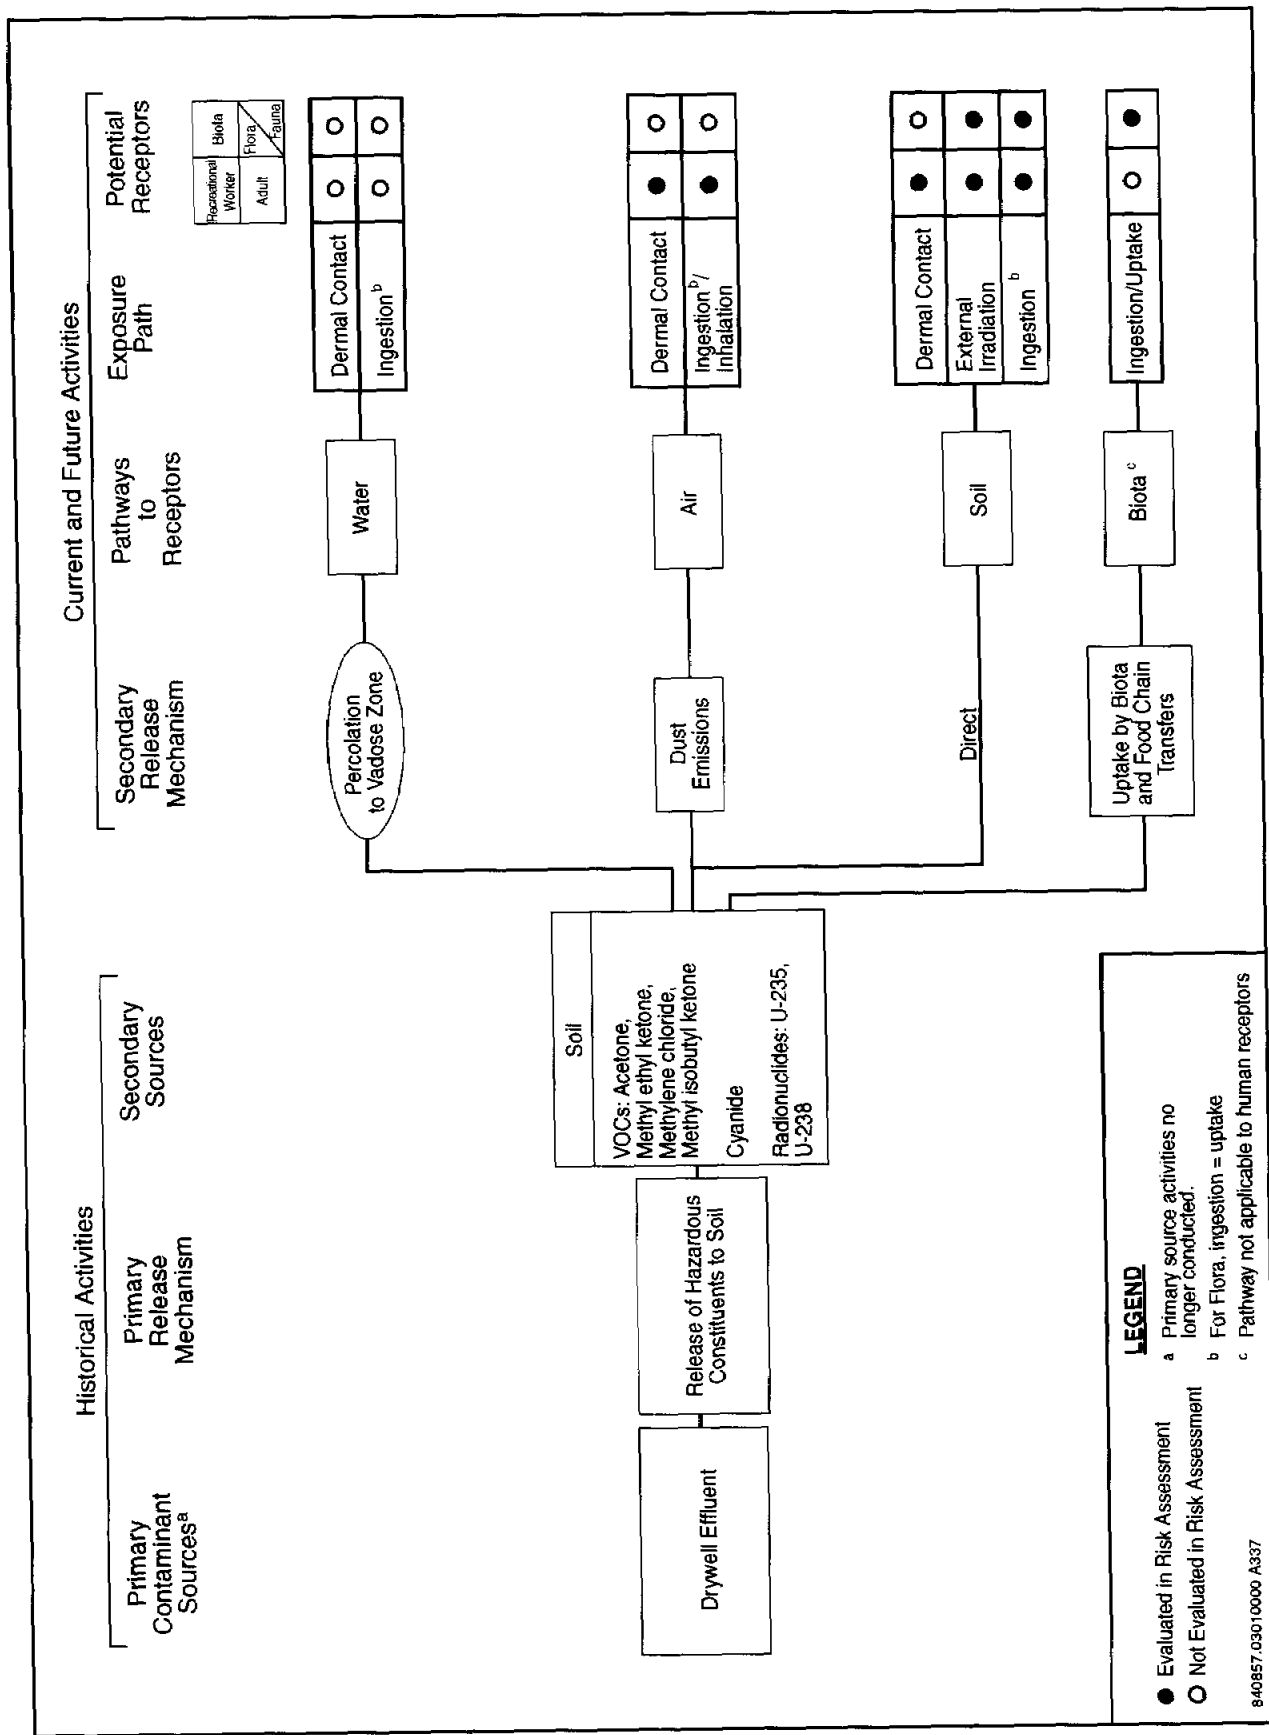 Historical Activities
Current and Future Activities
Primary
Contaminant
Sources^a
Primary
Release
Mechanism
Secondary
Sources
Secondary
Release
Mechanism
Pathways
to
Receptors
Exposure
Path
Potential
Receptors
Recreational
Worker
Biota
Adult
Flora
Fauna
Drywell Effluent
Release of Hazardous
Constituents to Soil
Soil
VOCs: Acetone,
Methyl ethyl ketone,
Methylene chloride,
Methyl isobutyl ketone
Cyanide
Radionuclides: U-235,
U-238
Percolation
to Vadose Zone
Water
Dermal Contact
Ingestion^b
Dust
Emissions
Air
Dermal Contact
Ingestion^b/
Inhalation
Direct
Soil
Dermal Contact
External
Irradiation
Ingestion^b
Uptake by Biota
and Food Chain
Transfers
Biota^c
Ingestion/Uptake
LEGEND
● Evaluated in Risk Assessment
O Not Evaluated in Risk Assessment
a Primary source activities no
longer conducted.
b For Flora, ingestion = uptake
c Pathway not applicable to human receptors
840857.03010000 A337